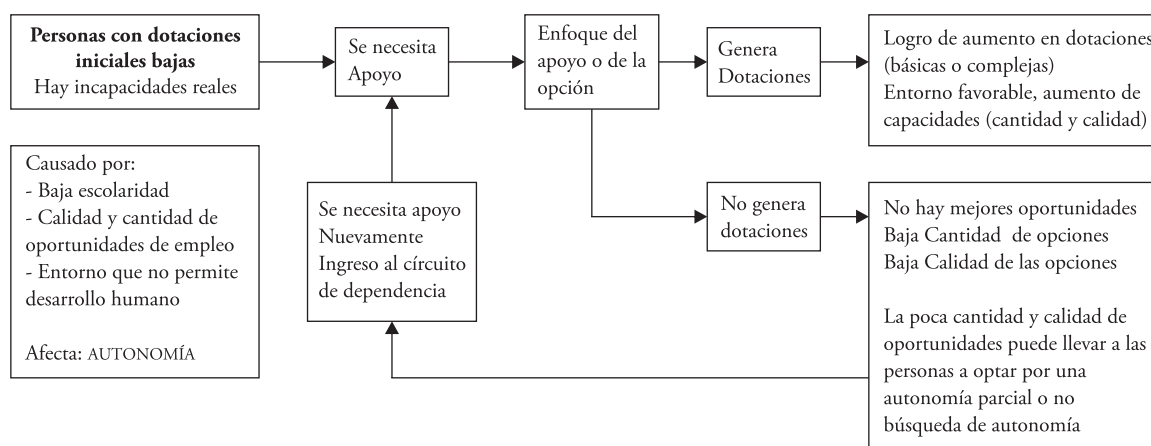 Personas con dotaciones
iniciales bajas
Hay incapacidades reales
Se necesita
Apoyo
Enfoque del
apoyo o de la
opción
Genera
Dotaciones
Logro de aumento en dotaciones
(básicas o complejas)
Entorno favorable, aumento de
capacidades (cantidad y calidad)
Causado por:
- Baja escolaridad
- Calidad y cantidad de
oportunidades de empleo
- Entorno que no permite
desarrollo humano
Afecta: AUTONOMÍA
Se necesita apoyo
Nuevamente
Ingreso al círcuito
de dependencia
No genera
dotaciones
No hay mejores oportunidades
Baja Cantidad de opciones
Baja Calidad de las opciones
La poca cantidad y calidad de
oportunidades puede llevar a las
personas a optar por una
autonomía parcial o no
búsqueda de autonomía